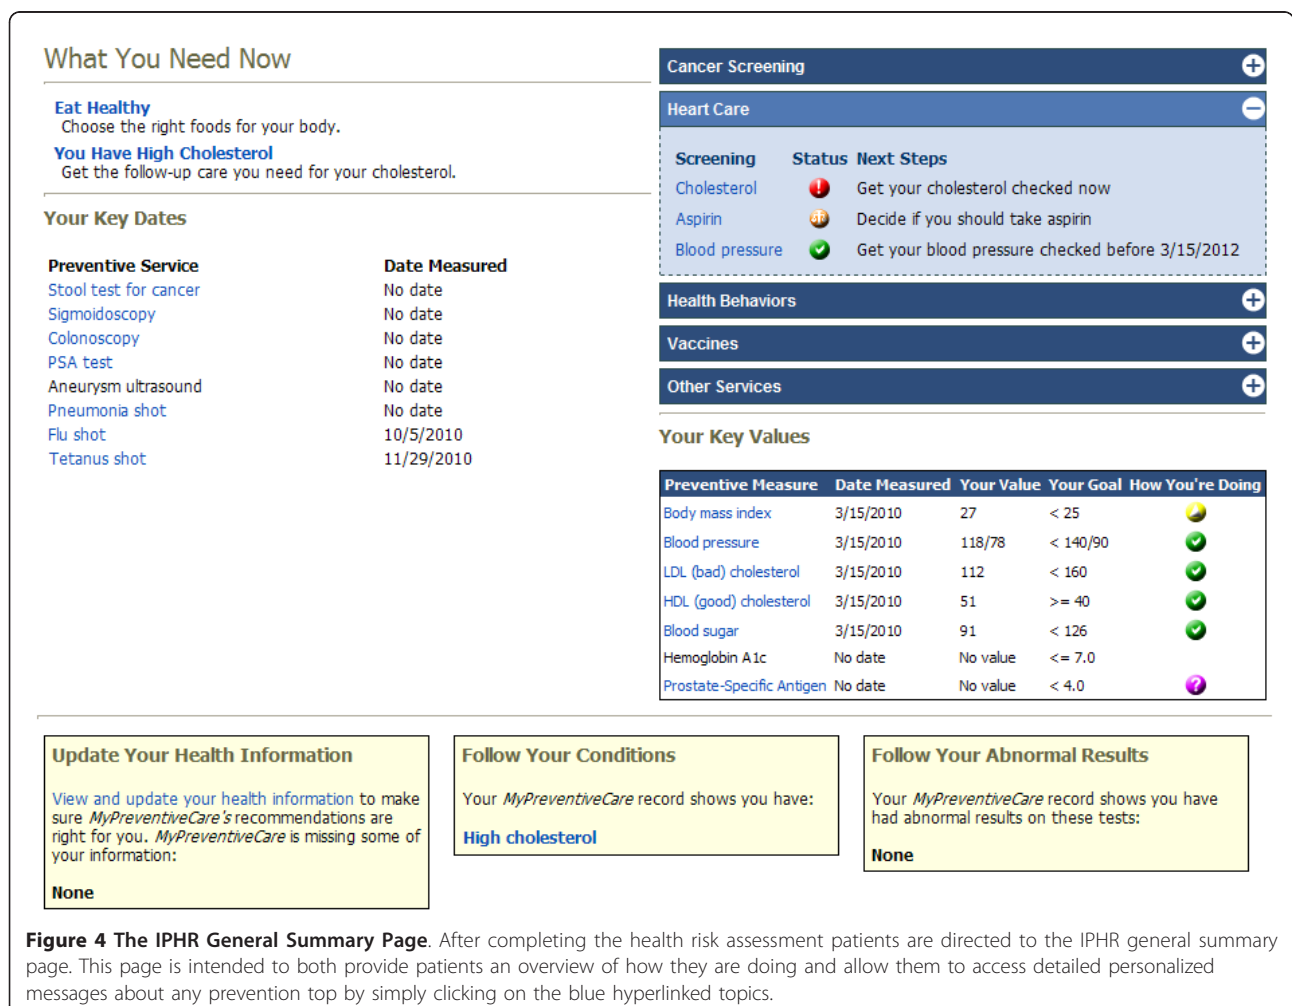 What You Need Now
Eat Healthy
Choose the right foods for your body.
You Have High Cholesterol
Get the follow-up care you need for your cholesterol.
Your Key Dates
Preventive Service Date Measured
Stool test for cancer No date
Sigmoidoscopy No date
Colonoscopy No date
PSA test No date
Aneurysm ultrasound No date
Pneumonia shot No date
Flu shot 10/5/2010
Tetanus shot 11/29/2010
Cancer Screening
Heart Care
Screening Status Next Steps
Cholesterol ! Get your cholesterol checked now
Aspirin Decide if you should take aspirin
Blood pressure Get your blood pressure checked before 3/15/2012
Health Behaviors
Vaccines
Other Services
Your Key Values
Preventive Measure Date Measured Your Value Your Goal How You're Doing
Body mass index 3/15/2010 27 < 25
Blood pressure 3/15/2010 118/78 < 140/90
LDL (bad) cholesterol 3/15/2010 112 < 160
HDL (good) cholesterol 3/15/2010 51 >= 40
Blood sugar 3/15/2010 91 < 126
Hemoglobin A1c No date No value <= 7.0
Prostate-Specific Antigen No date No value < 4.0 ?
Update Your Health Information
View and update your health information to make
sure MyPreventiveCare's recommendations are
right for you. MyPreventiveCare is missing some of
your information:
None
Follow Your Conditions
Your MyPreventiveCare record shows you have:
High cholesterol
Follow Your Abnormal Results
Your MyPreventiveCare record shows you have
had abnormal results on these tests:
None
Figure 4 The IPHR General Summary Page. After completing the health risk assessment patients are directed to the IPHR general summary
page. This page is intended to both provide patients an overview of how they are doing and allow them to access detailed personalized
messages about any prevention top by simply clicking on the blue hyperlinked topics.